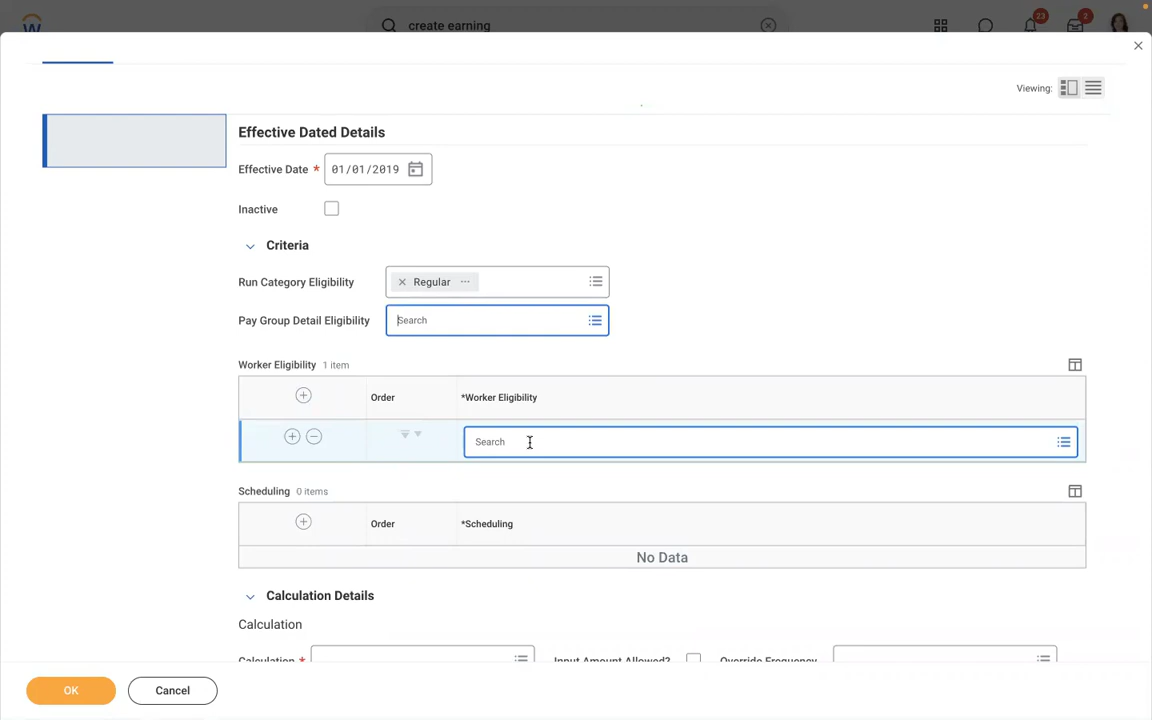 create earning
23
2
Viewing:
Effective Dated Details
Effective Date * 01/01/2019
Inactive
Criteria
Run Category Eligibility Regular
Pay Group Detail Eligibility Search
Worker Eligibility 1 item
Order *Worker Eligibility
Search
Scheduling 0 items
Order *Scheduling
No Data
Calculation Details
Calculation
Calculation * Input Amount Allowed? Override Frequency
OK Cancel